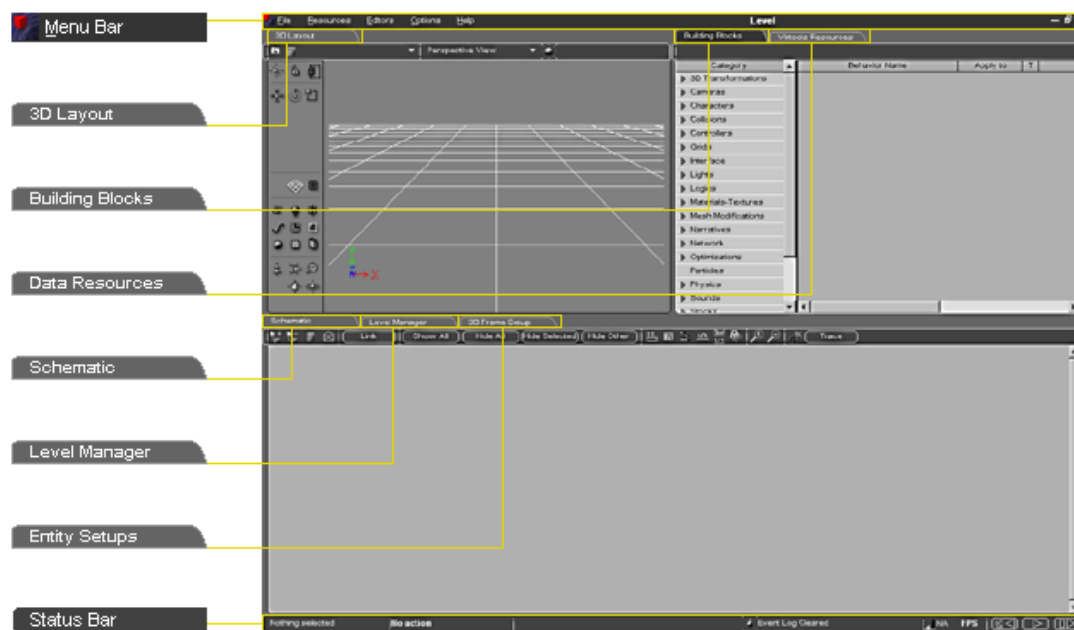 Menu Bar
3D Layout
Building Blocks
Data Resources
Schematic
Level Manager
Entity Setups
Status Bar
File Resources Editors Options Help Level
3D Layout
Perspective View
Building Blocks Virtools Resources
Category Behavior Name Apply to T
3D Transformations
Cameras
Characters
Collisions
Controllers
Grids
Interface
Lights
Logics
Materials-Textures
Mesh Modifications
Narratives
Network
Optimizations
Particles
Physics
Sounds
X
Schematic Level Manager 3D Frame Setup
Link Show All Hide All Hide Selected Hide Other Trace
Nothing selected No action Event Log Cleared NA FPS